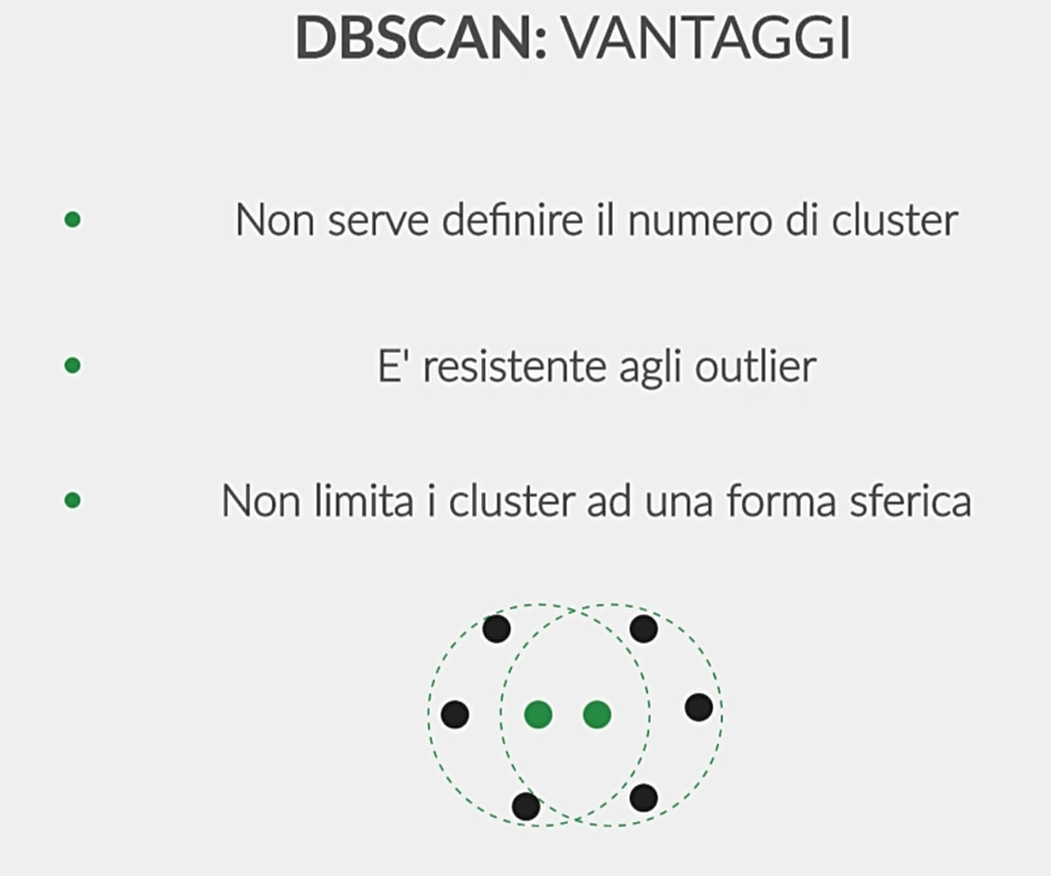 DBSCAN: VANTAGGI
Non serve definire il numero di cluster
E' resistente agli outlier
Non limita i cluster ad una forma sferica